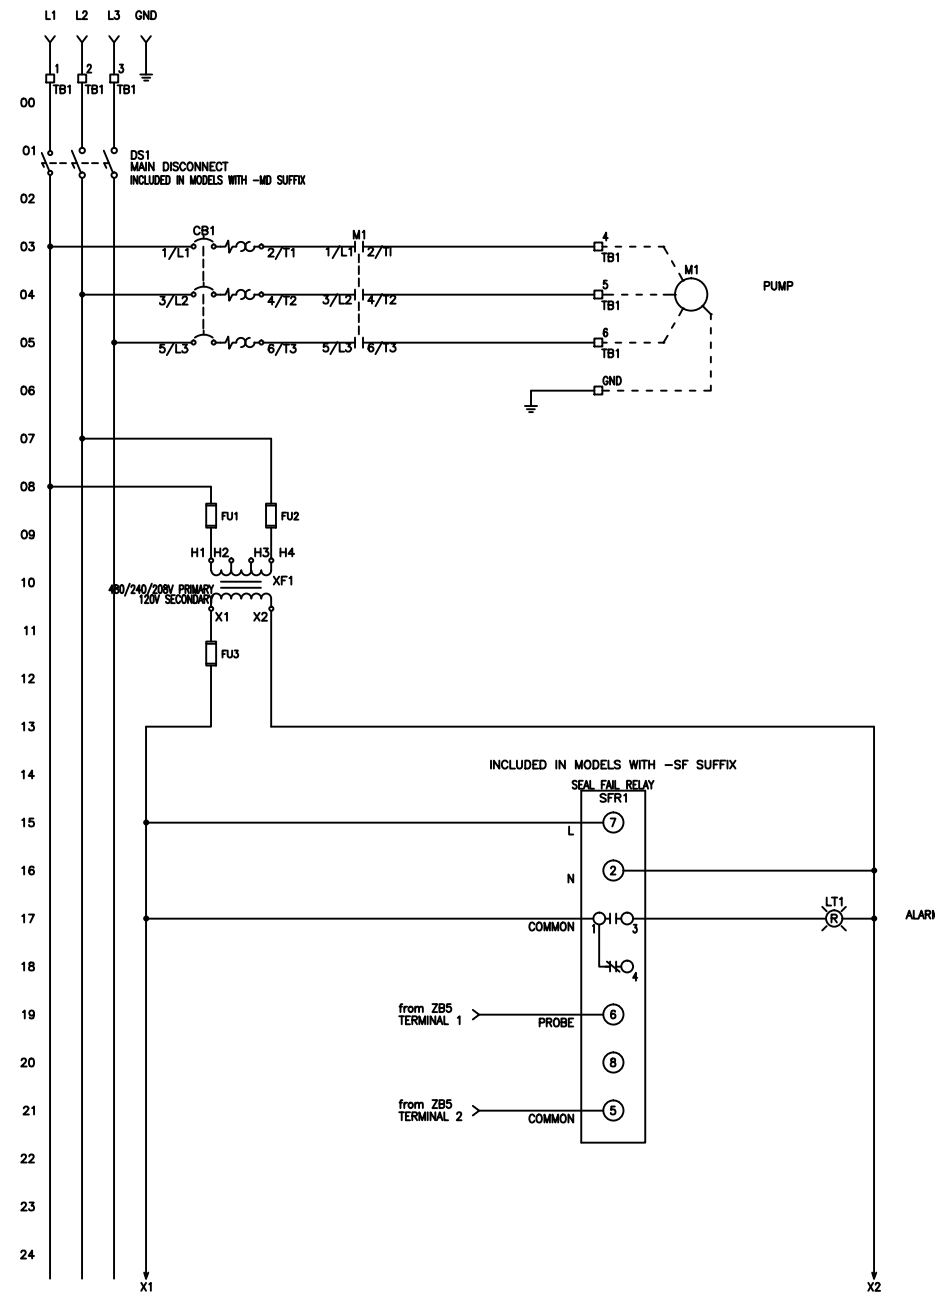 L1 L2 L3 GND
1 2 3
TB1 TB1 TB1
00
01 DS1
MAIN DISCONNECT
INCLUDED IN MODELS WITH -MD SUFFIX
02
CB1 M1 4 M1
03 1/L1 2/T1 1/L1 2/T1 TB1
PUMP
5
04 3/L2 4/T2 3/L2 4/T2 TB1
6
05 5/L3 6/T3 5/L3 6/T3 TB1
GND
06
07
08
FU1 FU2
09
H1 H2 H3 H4
10 XF1
480/240/208V PRIMARY
120V SECONDARY
X1 X2
11
FU3
12
13
INCLUDED IN MODELS WITH -SF SUFFIX
14
SEAL FAIL RELAY
SFR1
15 L 7
16 N 2
LT1
17 COMMON 1 3 R ALARM
18 4
from ZB5
19 TERMINAL 1 PROBE 6
20 8
from ZB5
21 TERMINAL 2 COMMON 5
22
23
24
X1 X2